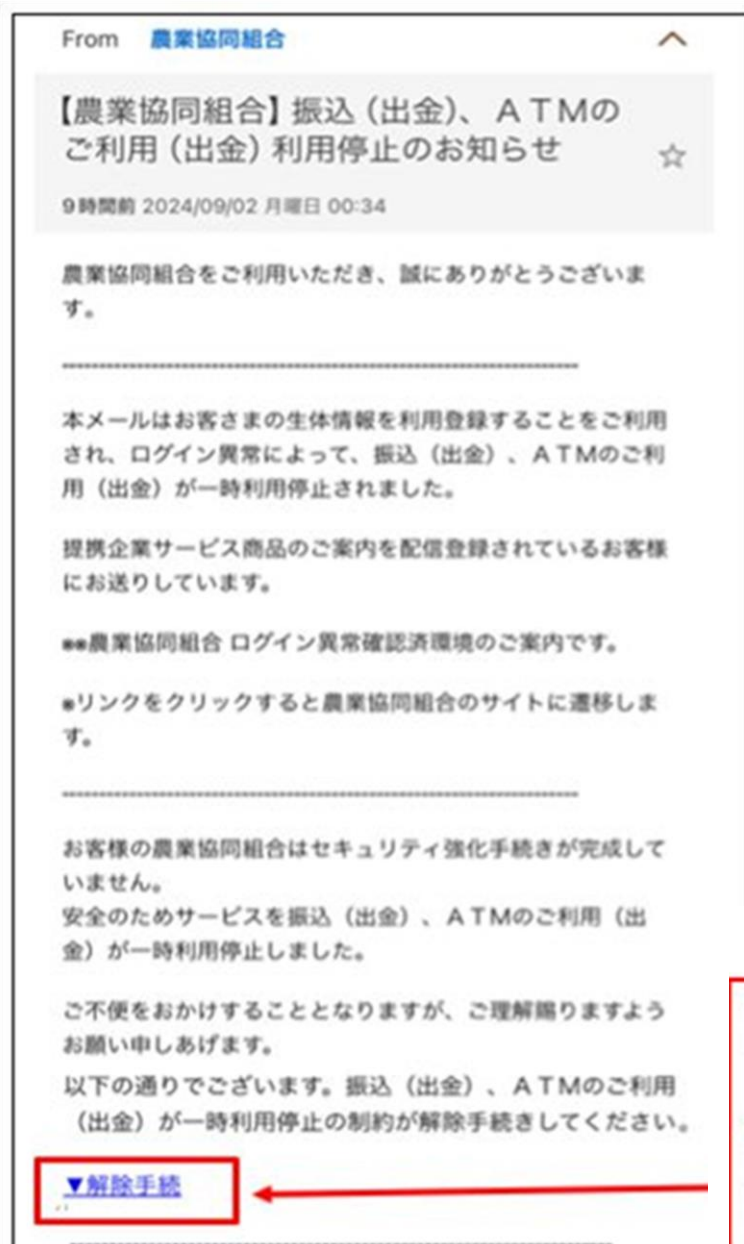 From 農業協同組合
【農業協同組合】振込（出金）、ＡＴＭの
ご利用（出金）利用停止のお知らせ
9時間前 2024/09/02 月曜日 00:34
農業協同組合をご利用いただき、誠にありがとうございま
す。
----------------------------------------------------------------------
本メールはお客さまの生体情報を利用登録することをご利用
され、ログイン異常によって、振込（出金）、ＡＴＭのご利
用（出金）が一時利用停止されました。
提携企業サービス商品のご案内を配信登録されているお客様
にお送りしています。
※※農業協同組合 ログイン異常確認済環境のご案内です。
※リンクをクリックすると農業協同組合のサイトに遷移しま
す。
----------------------------------------------------------------------
お客様の農業協同組合はセキュリティ強化手続きが完成して
いません。
安全のためサービスを振込（出金）、ＡＴＭのご利用（出
金）が一時利用停止しました。
ご不便をおかけすることとなりますが、ご理解賜りますよう
お願い申しあげます。
以下の通りでございます。振込（出金）、ＡＴＭのご利用
（出金）が一時利用停止の制約が解除手続きしてください。
▼解除手続
----------------------------------------------------------------------